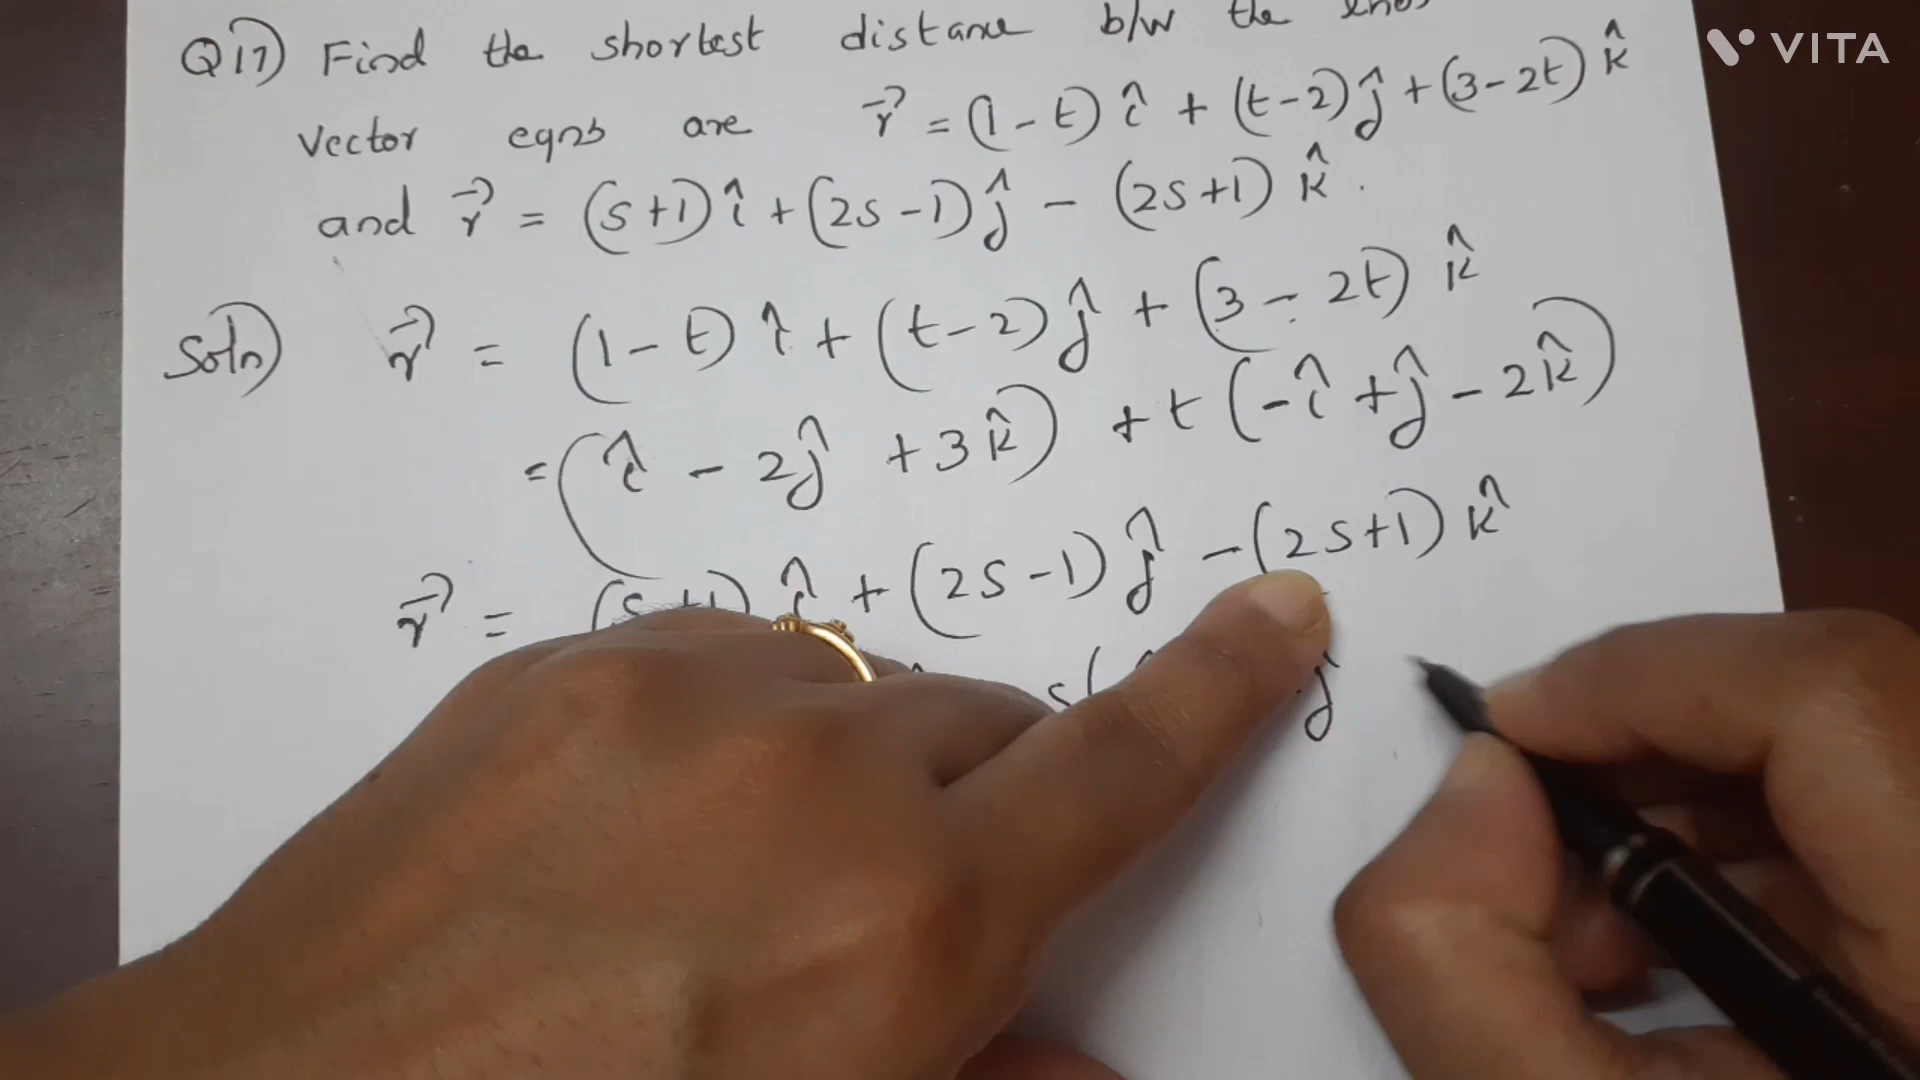 Q17) Find the shortest distance b/w the
VITA
Vector eqns are r⃗ = (1-t) î + (t-2) ĵ + (3-2t) k̂
and r⃗ = (s+1) î + (2s-1) ĵ - (2s+1) k̂.
Soln) r⃗ = (1-t) î + (t-2) ĵ + (3-2t) k̂
= (î - 2ĵ + 3k̂) + t (-î + ĵ - 2k̂)
r⃗ = (s+1) î + (2s-1) ĵ - (2s+1) k̂
s(